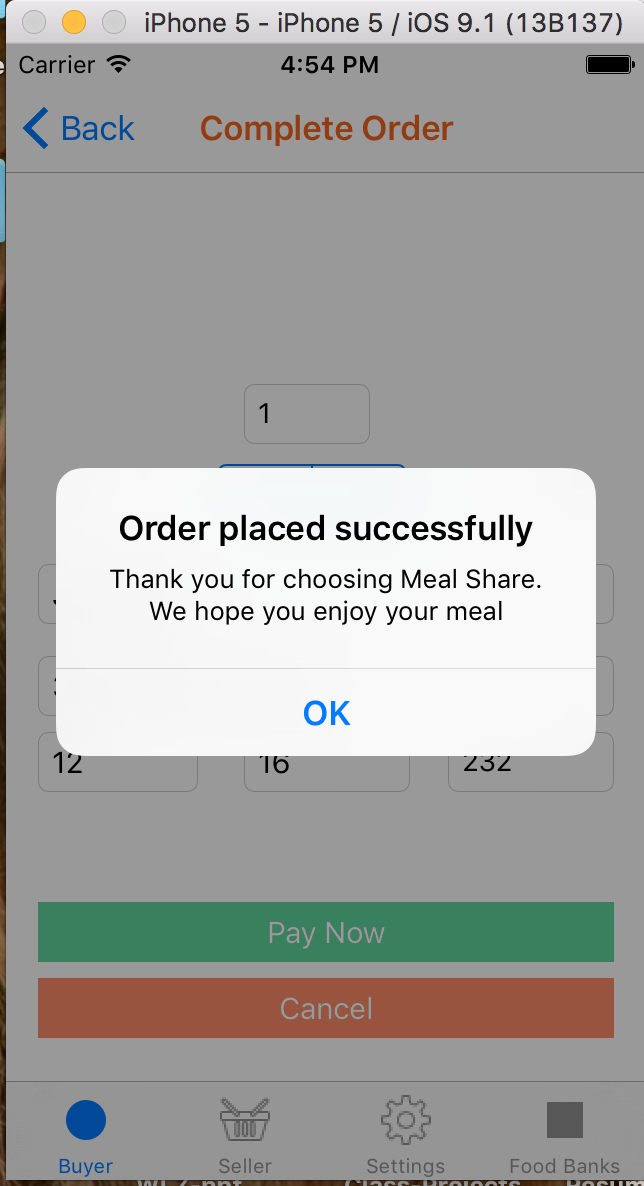 iPhone 5 - iPhone 5 / iOS 9.1 (13B137)
Carrier 4:54 PM
Back Complete Order
1
Order placed successfully
Thank you for choosing Meal Share.
We hope you enjoy your meal
OK
12 16 232
Pay Now
Cancel
Buyer Seller Settings Food Banks